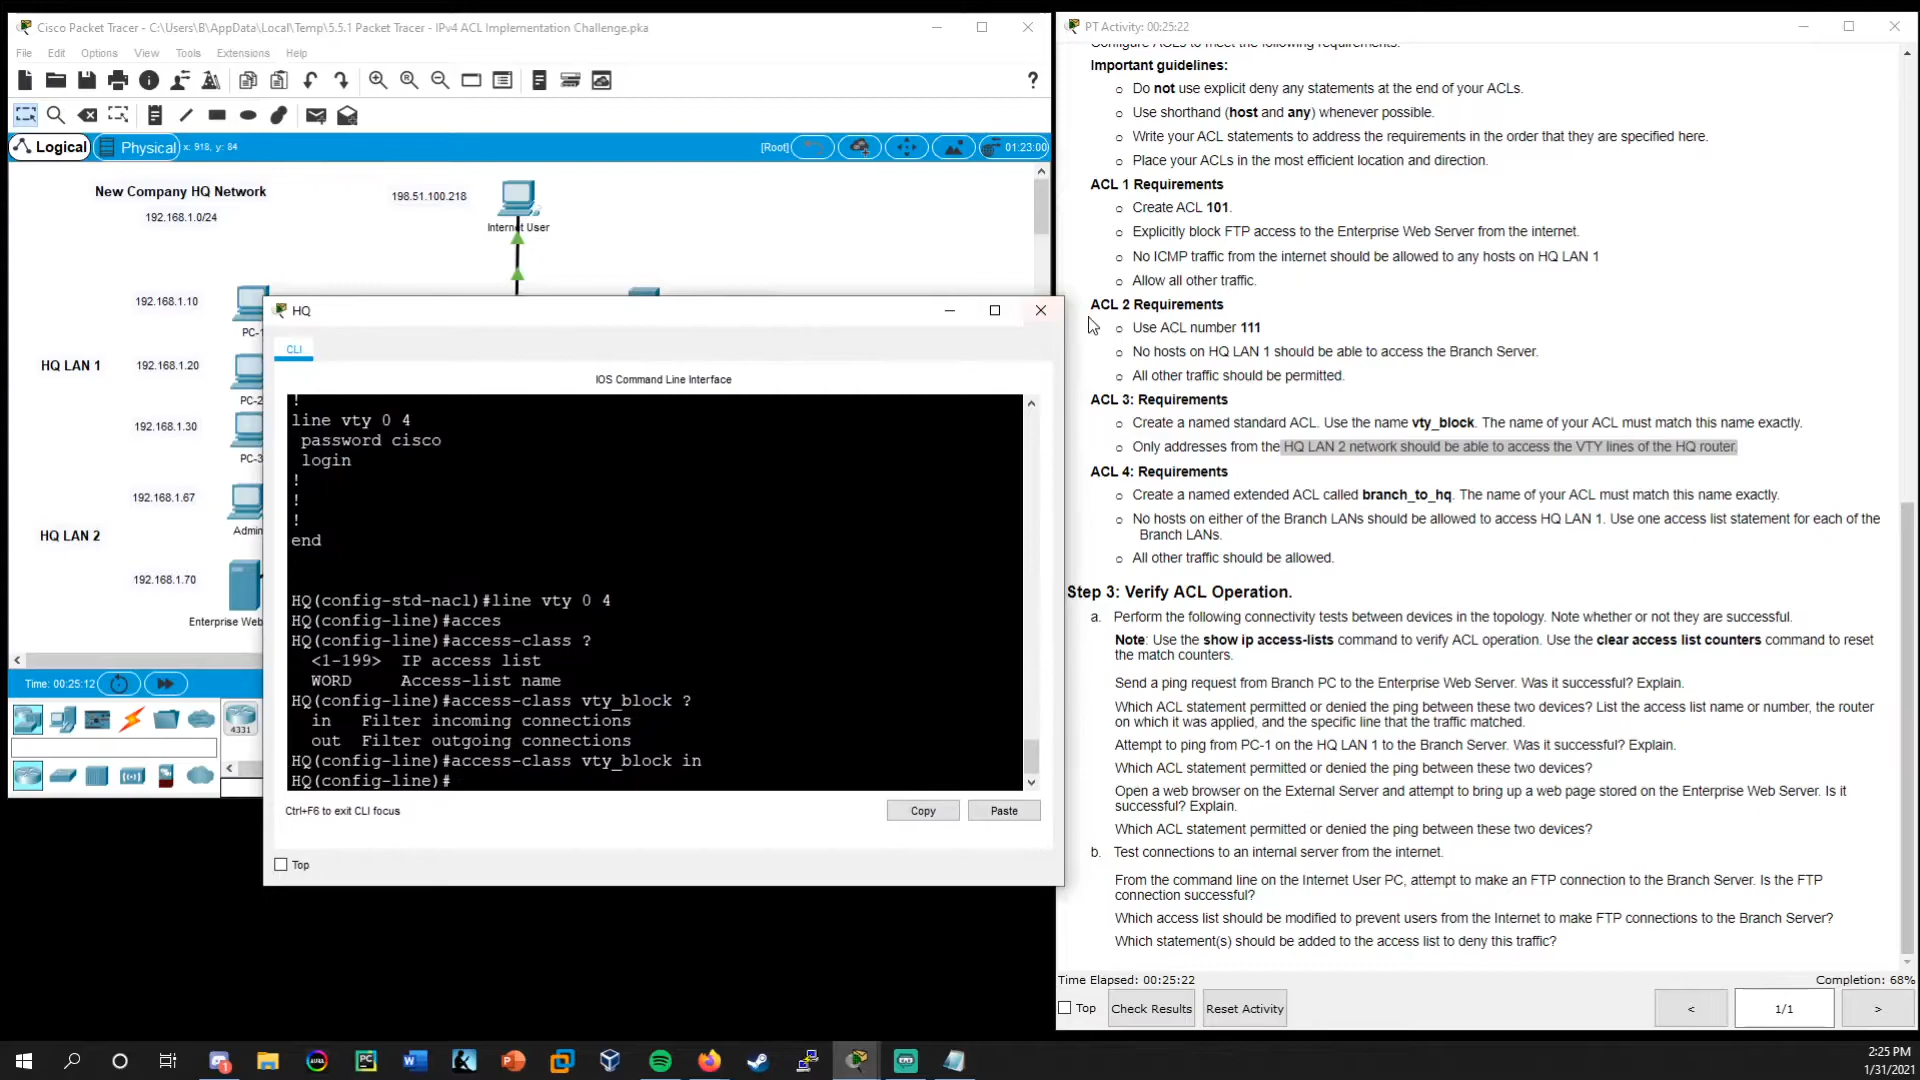 Cisco Packet Tracer - C:\Users\B\AppData\Local\Temp\5.5.1 Packet Tracer - IPv4 ACL Implementation Challenge.pka
File Edit Options View Tools Extensions Help
?
Logical Physical x: 918, y: 84 [Root] 01:23:00
New Company HQ Network
192.168.1.0/24
198.51.100.218
Internet User
192.168.1.10
PC-1
HQ LAN 1
192.168.1.20
PC-2
192.168.1.30
PC-3
192.168.1.67
Admin
HQ LAN 2
192.168.1.70
Enterprise Web
Time: 00:25:12
4331
HQ
CLI
IOS Command Line Interface
!
line vty 0 4
password cisco
login
!
!
!
end
HQ(config-std-nacl)#line vty 0 4
HQ(config-line)#acces
HQ(config-line)#access-class ?
<1-199> IP access list
WORD Access-list name
HQ(config-line)#access-class vty_block ?
in Filter incoming connections
out Filter outgoing connections
HQ(config-line)#access-class vty_block in
HQ(config-line)#
Ctrl+F6 to exit CLI focus
Copy
Paste
Top
PT Activity: 00:25:22
Configure ACLs to meet the following requirements:
Important guidelines:
Do not use explicit deny any statements at the end of your ACLs.
Use shorthand (host and any) whenever possible.
Write your ACL statements to address the requirements in the order that they are specified here.
Place your ACLs in the most efficient location and direction.
ACL 1 Requirements
Create ACL 101.
Explicitly block FTP access to the Enterprise Web Server from the internet.
No ICMP traffic from the internet should be allowed to any hosts on HQ LAN 1
Allow all other traffic.
ACL 2 Requirements
Use ACL number 111
No hosts on HQ LAN 1 should be able to access the Branch Server.
All other traffic should be permitted.
ACL 3: Requirements
Create a named standard ACL. Use the name vty_block. The name of your ACL must match this name exactly.
Only addresses from the HQ LAN 2 network should be able to access the VTY lines of the HQ router.
ACL 4: Requirements
Create a named extended ACL called branch_to_hq. The name of your ACL must match this name exactly.
No hosts on either of the Branch LANs should be allowed to access HQ LAN 1. Use one access list statement for each of the
Branch LANs.
All other traffic should be allowed.
Step 3: Verify ACL Operation.
a. Perform the following connectivity tests between devices in the topology. Note whether or not they are successful.
Note: Use the show ip access-lists command to verify ACL operation. Use the clear access list counters command to reset
the match counters.
Send a ping request from Branch PC to the Enterprise Web Server. Was it successful? Explain.
Which ACL statement permitted or denied the ping between these two devices? List the access list name or number, the router
on which it was applied, and the specific line that the traffic matched.
Attempt to ping from PC-1 on the HQ LAN 1 to the Branch Server. Was it successful? Explain.
Which ACL statement permitted or denied the ping between these two devices?
Open a web browser on the External Server and attempt to bring up a web page stored on the Enterprise Web Server. Is it
successful? Explain.
Which ACL statement permitted or denied the ping between these two devices?
b. Test connections to an internal server from the internet.
From the command line on the Internet User PC, attempt to make an FTP connection to the Branch Server. Is the FTP
connection successful?
Which access list should be modified to prevent users from the Internet to make FTP connections to the Branch Server?
Which statement(s) should be added to the access list to deny this traffic?
Time Elapsed: 00:25:22 Completion: 68%
Top Check Results Reset Activity < 1/1 >
2:25 PM
1/31/2021